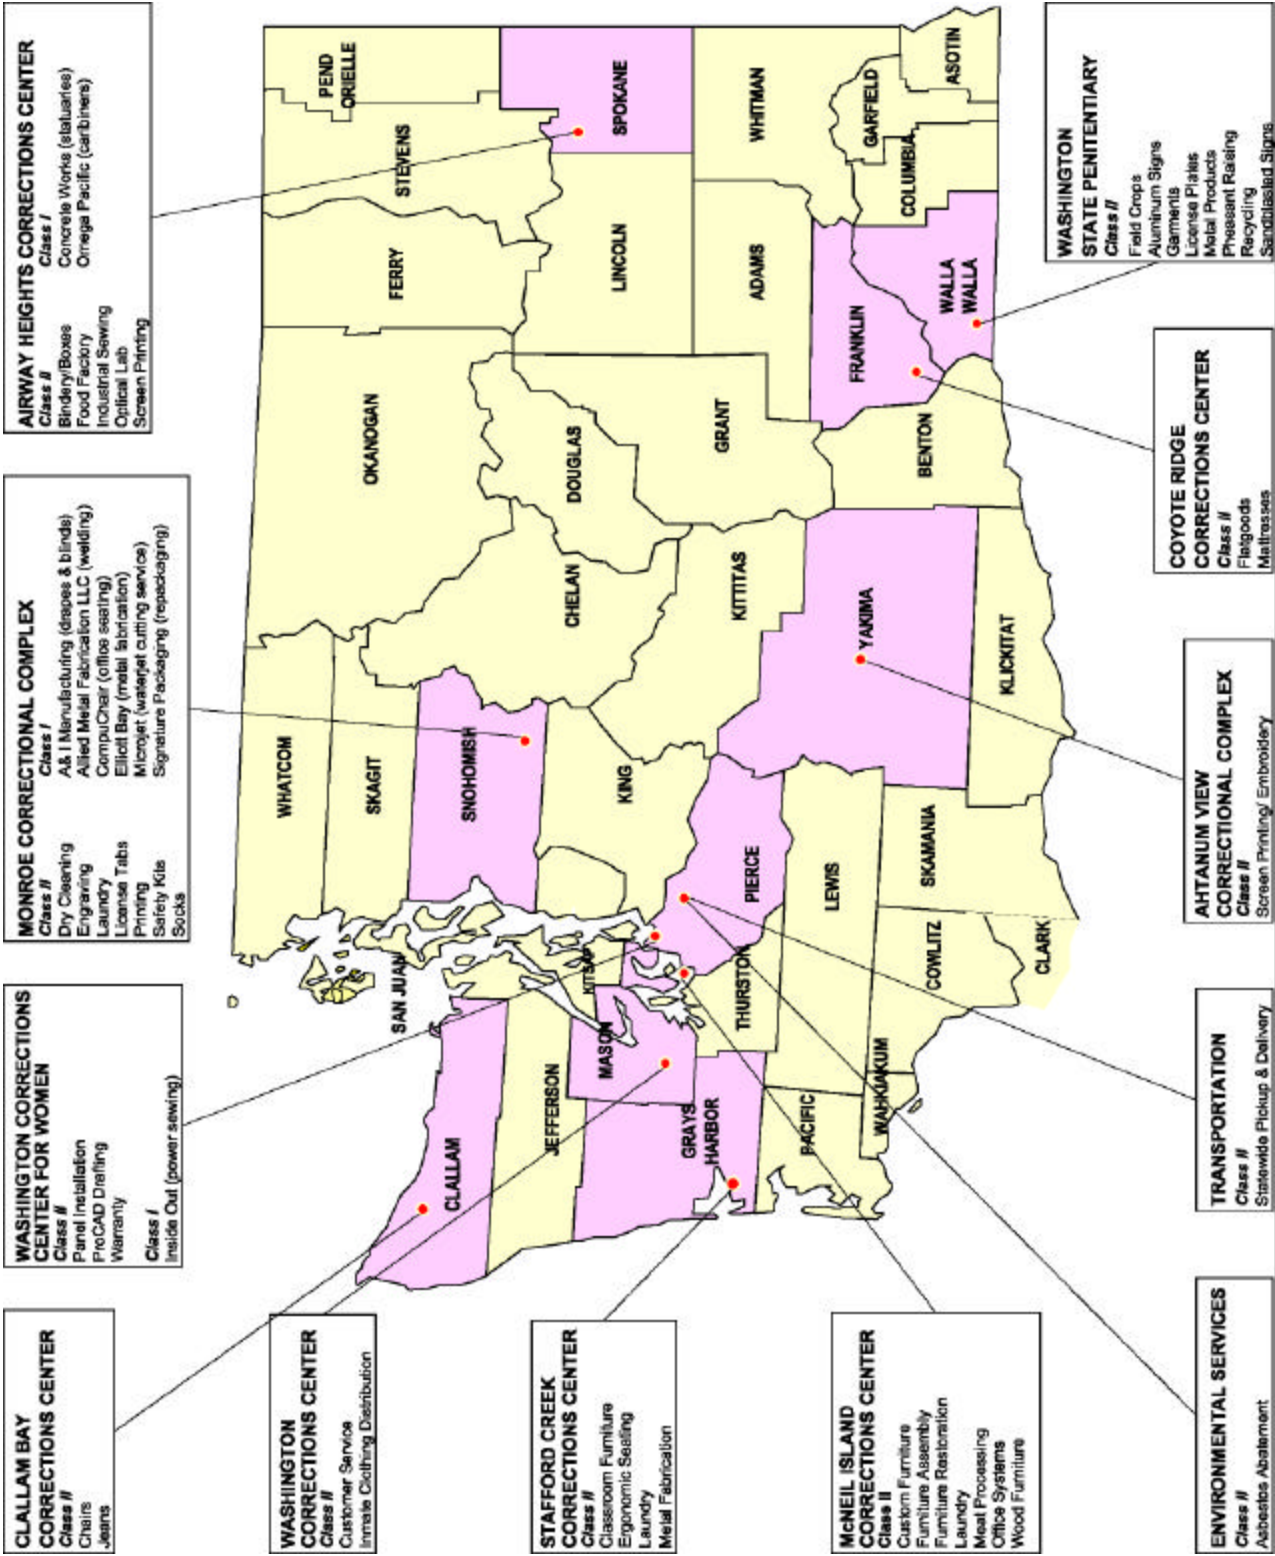 CLALLAM BAY
CORRECTIONS CENTER
Class II
Chairs
Jeans
WASHINGTON CORRECTIONS
CENTER FOR WOMEN
Class II
Panel Installation
ProCAD Drafting
Warranty
Class I
Inside Out (power sewing)
MONROE CORRECTIONAL COMPLEX
Class II
Dry Cleaning
Engraving
Laundry
License Tabs
Printing
Safety Kits
Socks
Class I
A& I Manufacturing (drapes & blinds)
Allied Metal Fabrication LLC (welding)
CompuChair (office seating)
Elliott Bay (metal fabrication)
Microjet (waterjet cutting service)
Signature Packaging (repackaging)
AIRWAY HEIGHTS CORRECTIONS CENTER
Class II
Bindery/Boxes
Food Factory
Industrial Sewing
Optical Lab
Screen Printing
Class I
Concrete Works (statuaries)
Omega Pacific (caribiners)
WASHINGTON
CORRECTIONS CENTER
Class II
Customer Service
Inmate Clothing Distribution
STAFFORD CREEK
CORRECTIONS CENTER
Class II
Classroom Furniture
Ergonomic Seating
Laundry
Metal Fabrication
McNEIL ISLAND
CORRECTIONS CENTER
Class II
Custom Furniture
Furniture Assembly
Furniture Restoration
Laundry
Meat Processing
Office Systems
Wood Furniture
WHATCOM
SAN JUAN
SKAGIT
SNOHOMISH
CLALLAM
JEFFERSON
KITSAP
MASON
GRAYS
HARBOR
KING
PIERCE
THURSTON
PACIFIC
LEWIS
WAHKIAKUM
COWLITZ
SKAMANIA
CLARK
OKANOGAN
CHELAN
DOUGLAS
KITTITAS
GRANT
YAKIMA
KLICKITAT
BENTON
FERRY
STEVENS
PEND
ORIELLE
LINCOLN
SPOKANE
ADAMS
WHITMAN
FRANKLIN
WALLA
WALLA
COLUMBIA
GARFIELD
ASOTIN
ENVIRONMENTAL SERVICES
Class II
Asbestos Abatement
TRANSPORTATION
Class II
Statewide Pickup & Delivery
AHTANUM VIEW
CORRECTIONAL COMPLEX
Class II
Screen Printing/ Embroidery
COYOTE RIDGE
CORRECTIONS CENTER
Class II
Flatgoods
Mattresses
WASHINGTON
STATE PENITENTIARY
Class II
Field Crops
Aluminum Signs
Garments
License Plates
Metal Products
Pheasant Raising
Recycling
Sandblasted Signs